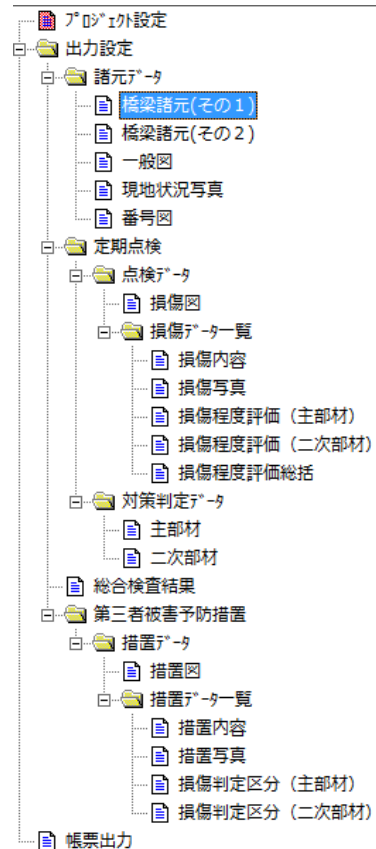 ﾌﾟﾛｼﾞｪｸﾄ設定
出力設定
諸元ﾃﾞｰﾀ
橋梁諸元(その１)
橋梁諸元(その２)
一般図
現地状況写真
番号図
定期点検
点検ﾃﾞｰﾀ
損傷図
損傷ﾃﾞｰﾀ一覧
損傷内容
損傷写真
損傷程度評価（主部材）
損傷程度評価（二次部材）
損傷程度評価総括
対策判定ﾃﾞｰﾀ
主部材
二次部材
総合検査結果
第三者被害予防措置
措置ﾃﾞｰﾀ
措置図
措置ﾃﾞｰﾀ一覧
措置内容
措置写真
損傷判定区分（主部材）
損傷判定区分（二次部材）
帳票出力